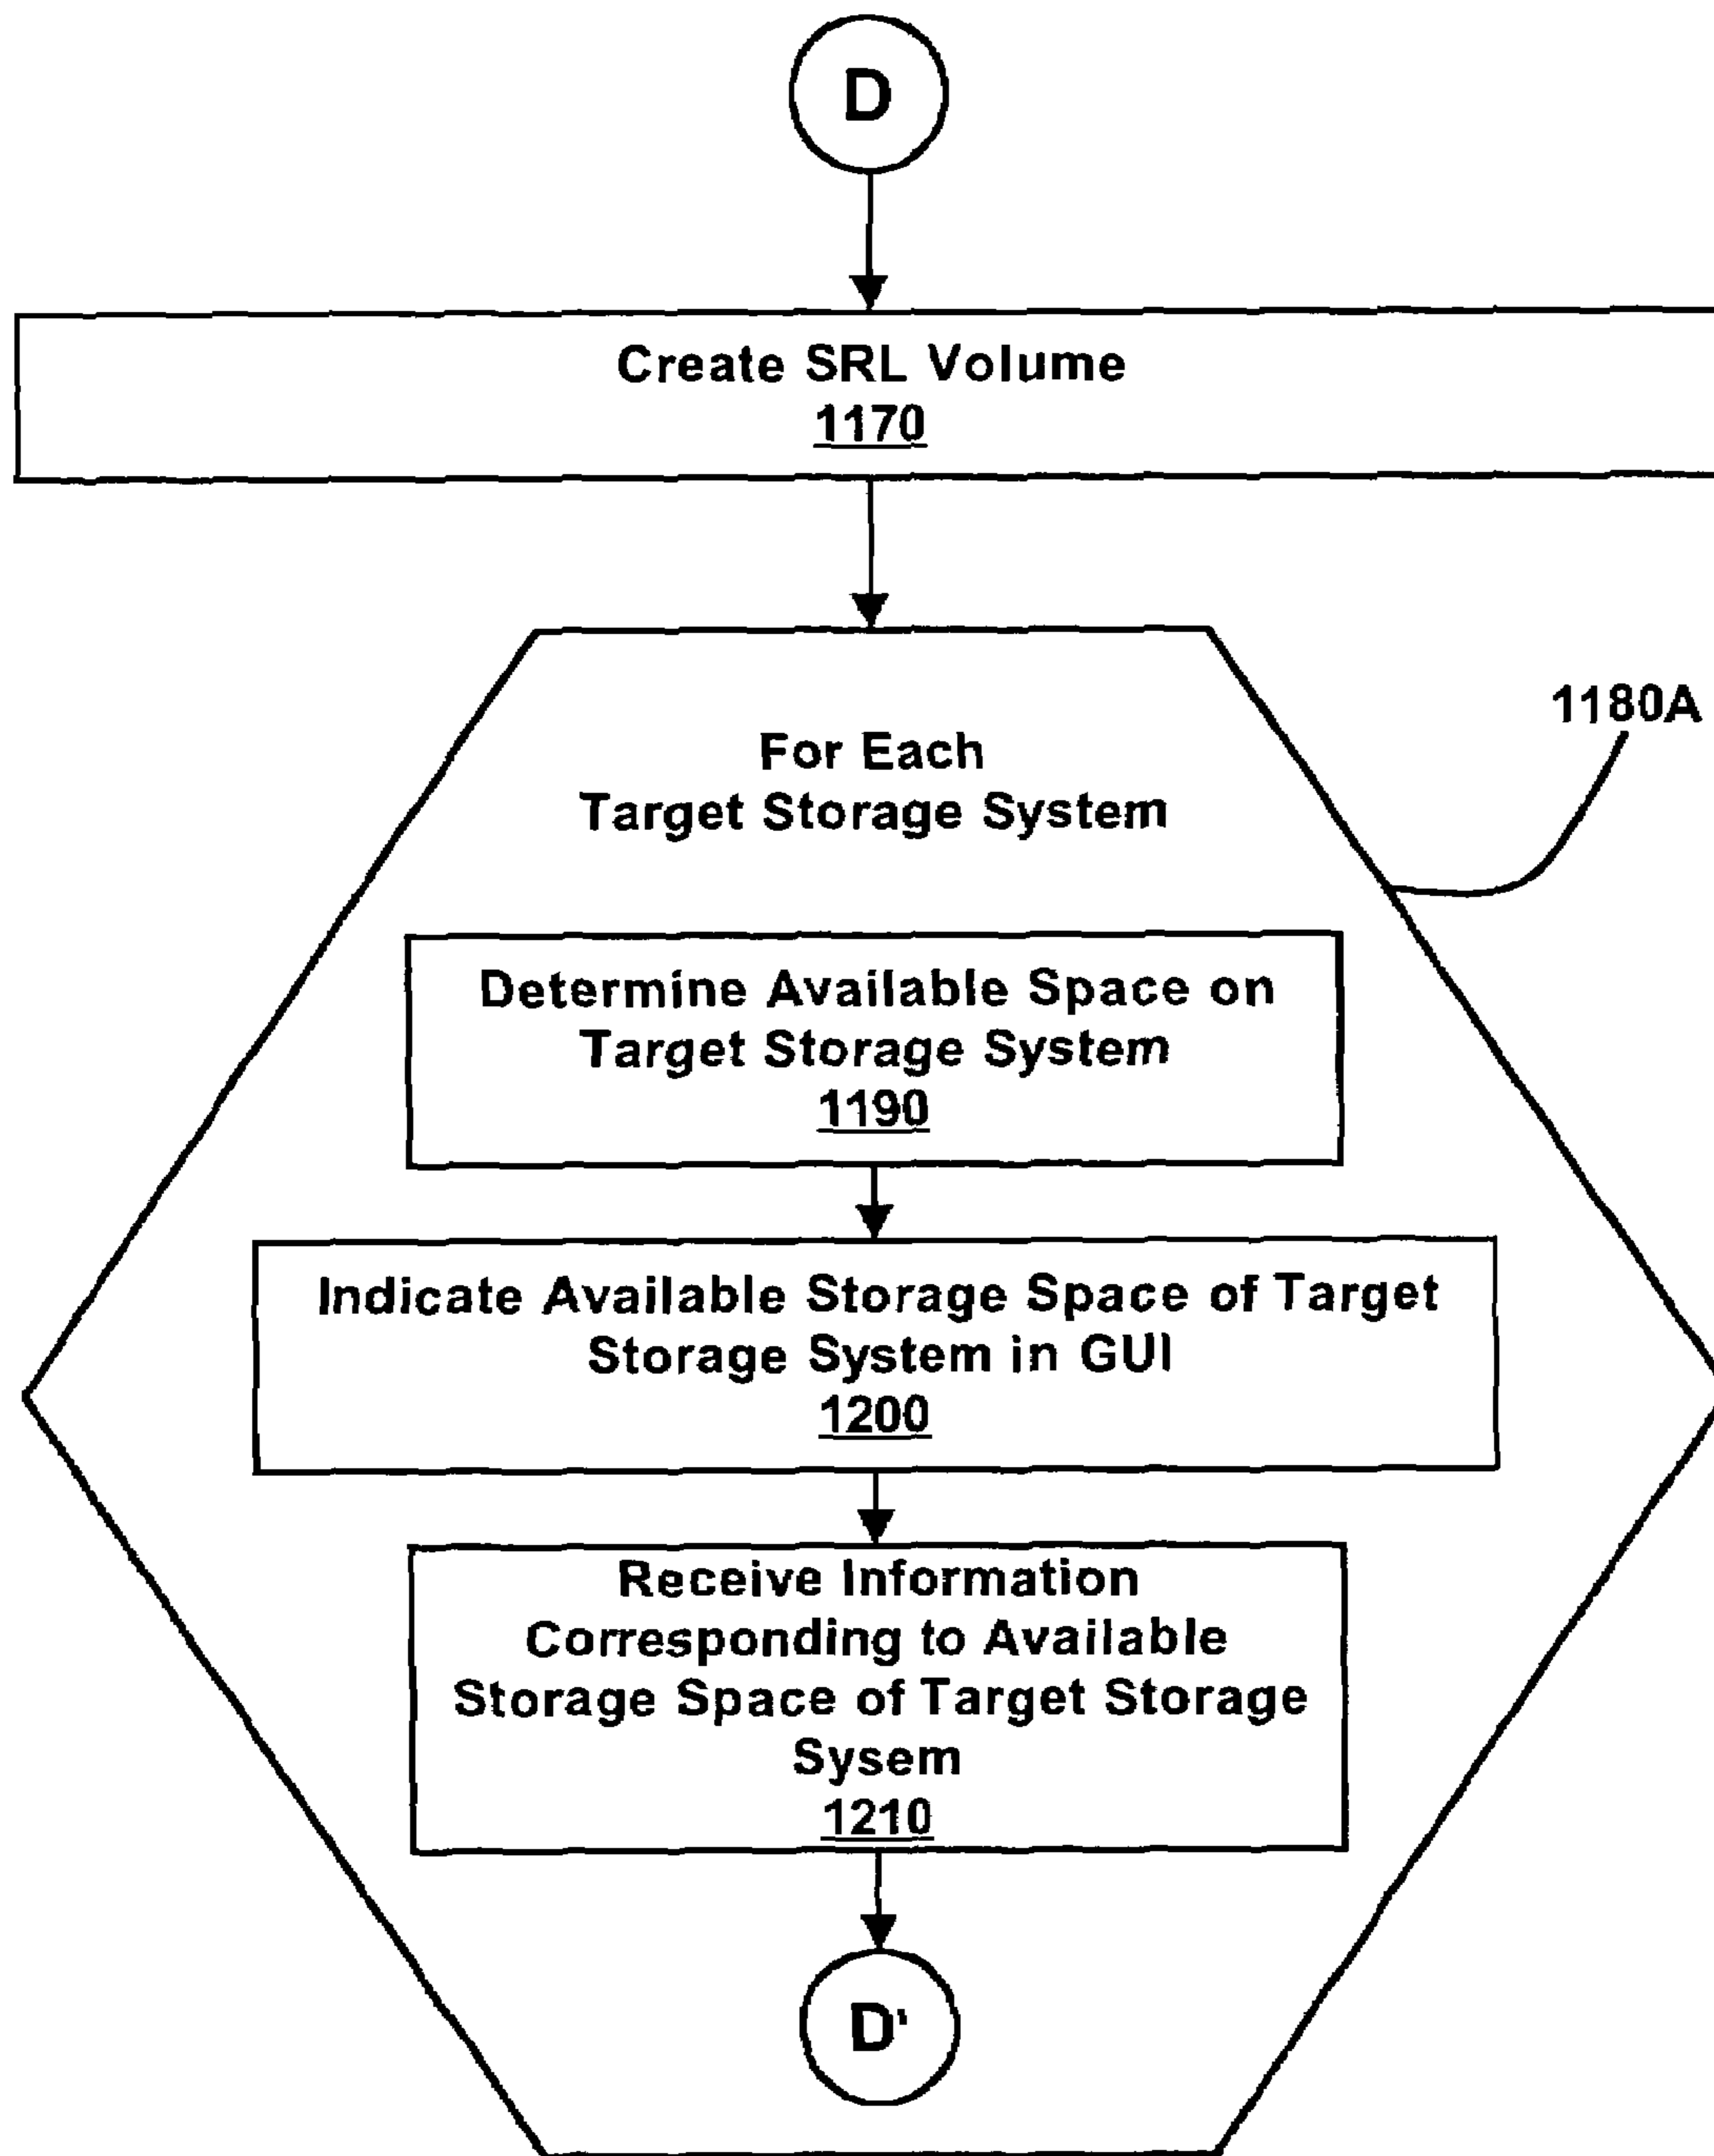 D
Create SRL Volume
1170
1180A
For Each
Target Storage System
Determine Available Space on
Target Storage System
1190
Indicate Available Storage Space of Target
Storage System in GUI
1200
Receive Information
Corresponding to Available
Storage Space of Target Storage
Sysem
1210
D'